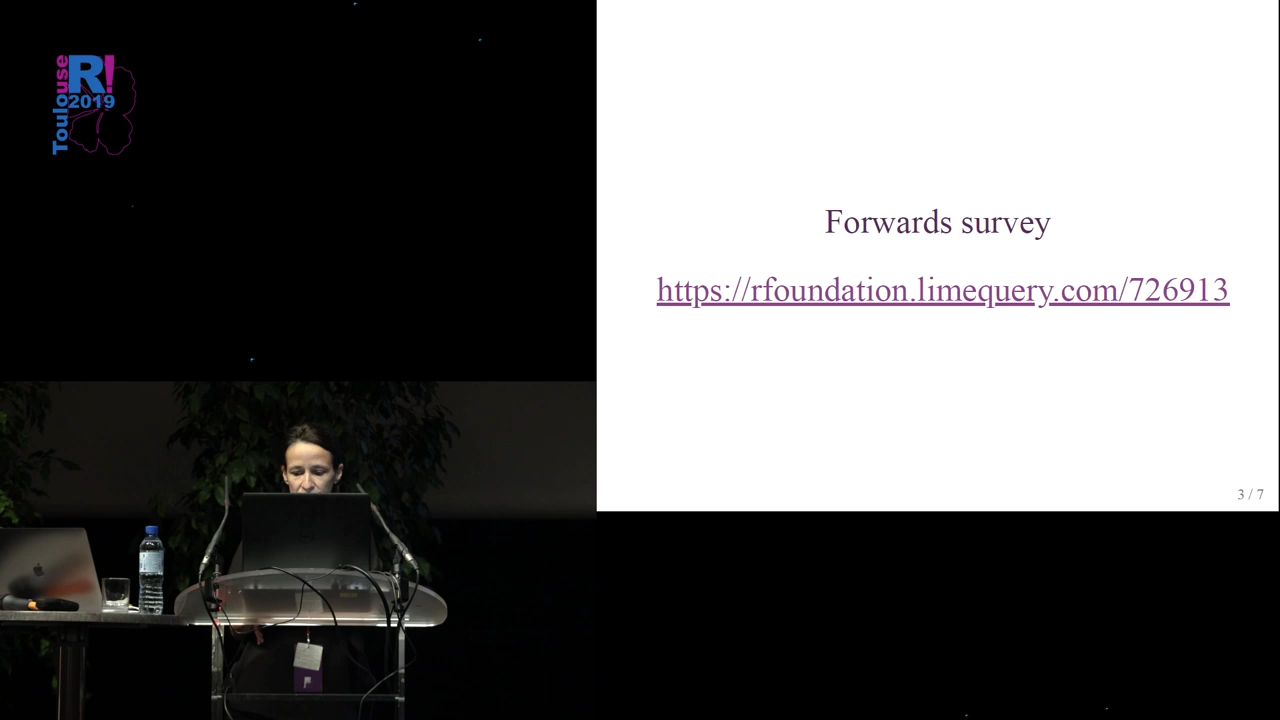 Toulouse
R!
2019
Forwards survey
https://rfoundation.limequery.com/726913
3 / 7